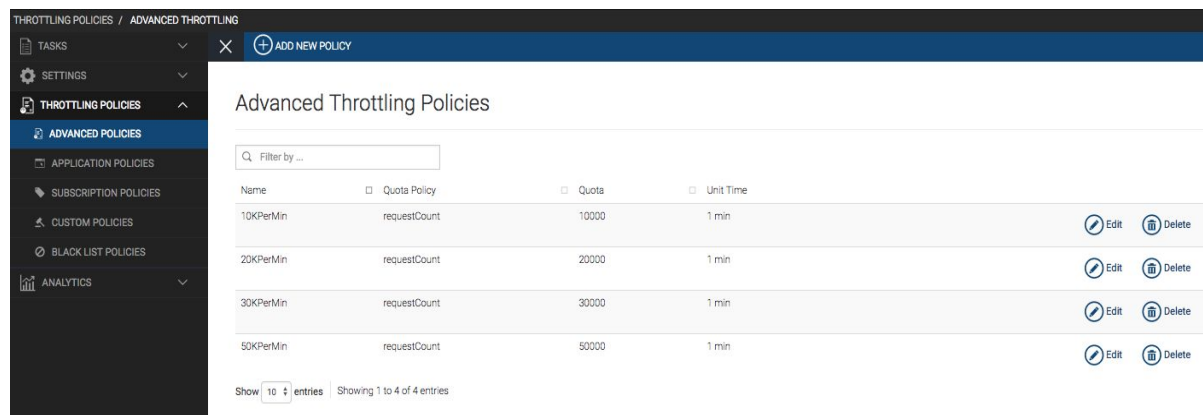 THROTTLING POLICIES / ADVANCED THROTTLING
TASKS
SETTINGS
THROTTLING POLICIES
ADVANCED POLICIES
APPLICATION POLICIES
SUBSCRIPTION POLICIES
CUSTOM POLICIES
BLACK LIST POLICIES
ANALYTICS
ADD NEW POLICY
Advanced Throttling Policies
Filter by ...
Name Quota Policy Quota Unit Time
10KPerMin requestCount 10000 1 min Edit Delete
20KPerMin requestCount 20000 1 min Edit Delete
30KPerMin requestCount 30000 1 min Edit Delete
50KPerMin requestCount 50000 1 min Edit Delete
Show 10 entries Showing 1 to 4 of 4 entries